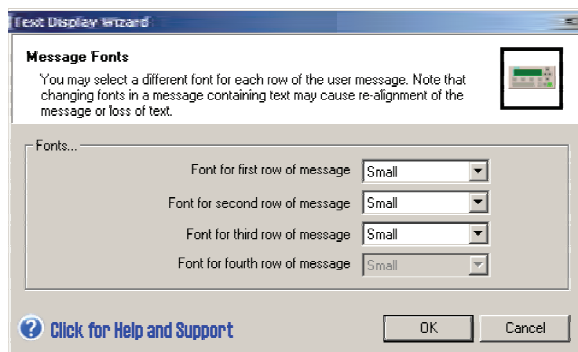 Text Display Wizard
Message Fonts
You may select a different font for each row of the user message. Note that
changing fonts in a message containing text may cause re-alignment of the
message or loss of text.
Fonts...
Font for first row of message Small
Font for second row of message Small
Font for third row of message Small
Font for fourth row of message Small
Click for Help and Support OK Cancel